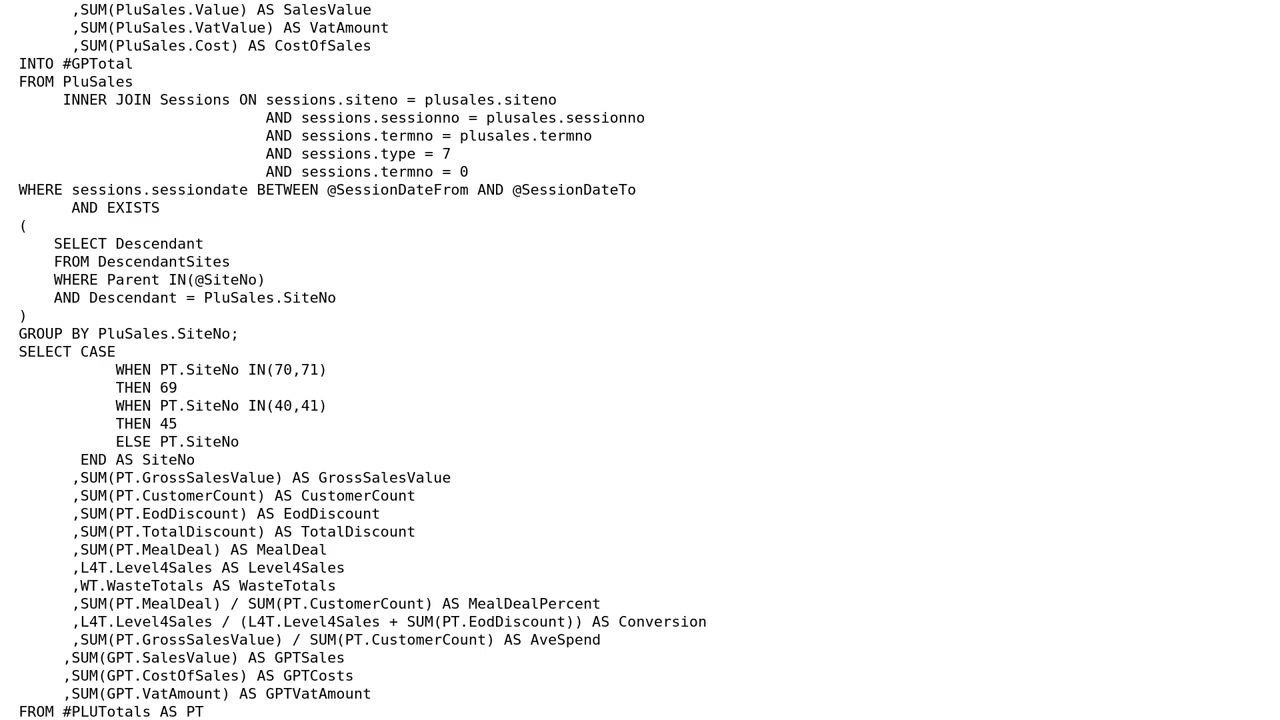 ,SUM(PluSales.Value) AS SalesValue
,SUM(PluSales.VatValue) AS VatAmount
,SUM(PluSales.Cost) AS CostOfSales
INTO #GPTotal
FROM PluSales
INNER JOIN Sessions ON sessions.siteno = plusales.siteno
AND sessions.sessionno = plusales.sessionno
AND sessions.termno = plusales.termno
AND sessions.type = 7
AND sessions.termno = 0
WHERE sessions.sessiondate BETWEEN @SessionDateFrom AND @SessionDateTo
AND EXISTS
(
SELECT Descendant
FROM DescendantSites
WHERE Parent IN(@SiteNo)
AND Descendant = PluSales.SiteNo
)
GROUP BY PluSales.SiteNo;
SELECT CASE
WHEN PT.SiteNo IN(70,71)
THEN 69
WHEN PT.SiteNo IN(40,41)
THEN 45
ELSE PT.SiteNo
END AS SiteNo
,SUM(PT.GrossSalesValue) AS GrossSalesValue
,SUM(PT.CustomerCount) AS CustomerCount
,SUM(PT.EodDiscount) AS EodDiscount
,SUM(PT.TotalDiscount) AS TotalDiscount
,SUM(PT.MealDeal) AS MealDeal
,L4T.Level4Sales AS Level4Sales
,WT.WasteTotals AS WasteTotals
,SUM(PT.MealDeal) / SUM(PT.CustomerCount) AS MealDealPercent
,L4T.Level4Sales / (L4T.Level4Sales + SUM(PT.EodDiscount)) AS Conversion
,SUM(PT.GrossSalesValue) / SUM(PT.CustomerCount) AS AveSpend
,SUM(GPT.SalesValue) AS GPTSales
,SUM(GPT.CostOfSales) AS GPTCosts
,SUM(GPT.VatAmount) AS GPTVatAmount
FROM #PLUTotals AS PT